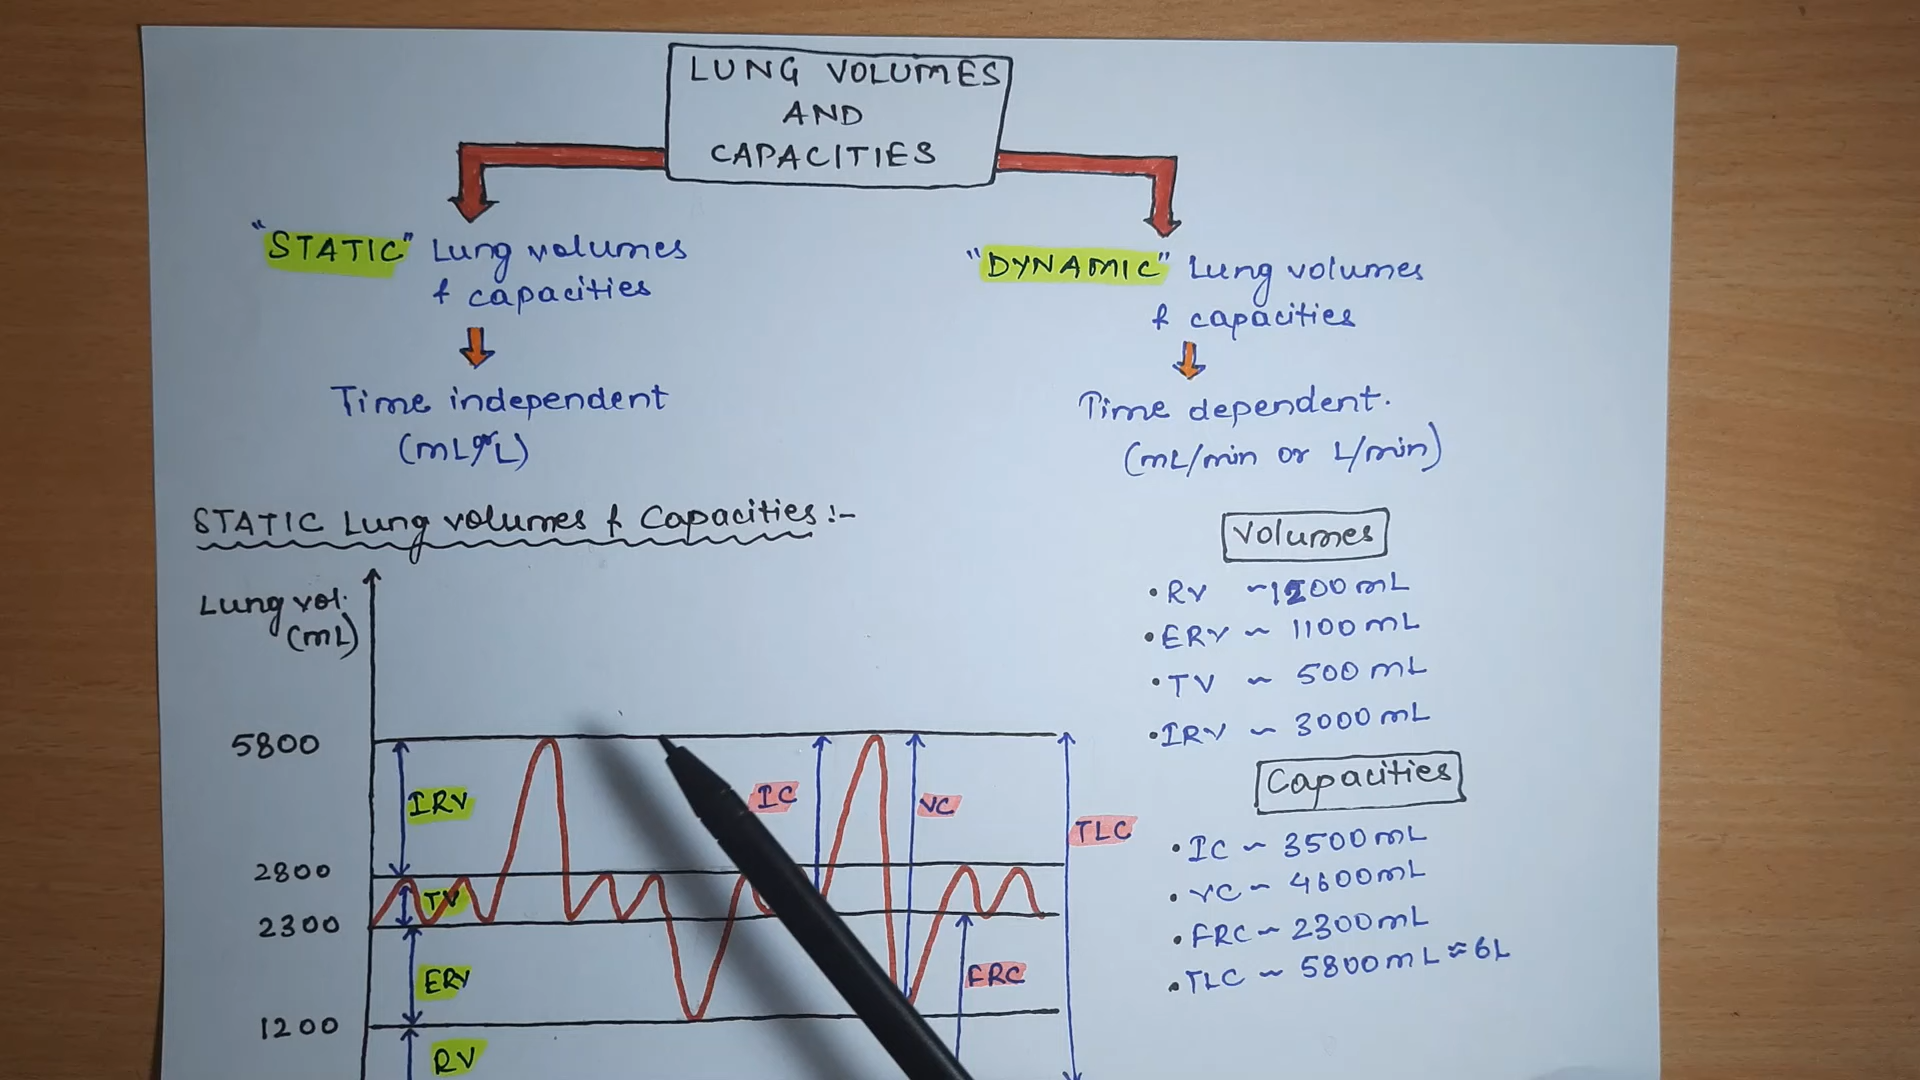 LUNG VOLUMES
AND
CAPACITIES
"STATIC" Lung volumes
& capacities
Time independent
(mL or L)
"DYNAMIC" Lung volumes
& capacities
Time dependent.
(mL/min or L/min)
STATIC Lung volumes & Capacities :-
Lung vol.
(mL)
5800
2800
2300
1200
IRV
TV
ERV
RV
IC
VC
TLC
FRC
Volumes
• RV ~ 1200 mL
• ERV ~ 1100 mL
• TV ~ 500 mL
• IRV ~ 3000 mL
Capacities
• IC ~ 3500 mL
• VC ~ 4600 mL
• FRC ~ 2300 mL
• TLC ~ 5800 mL ≈ 6L